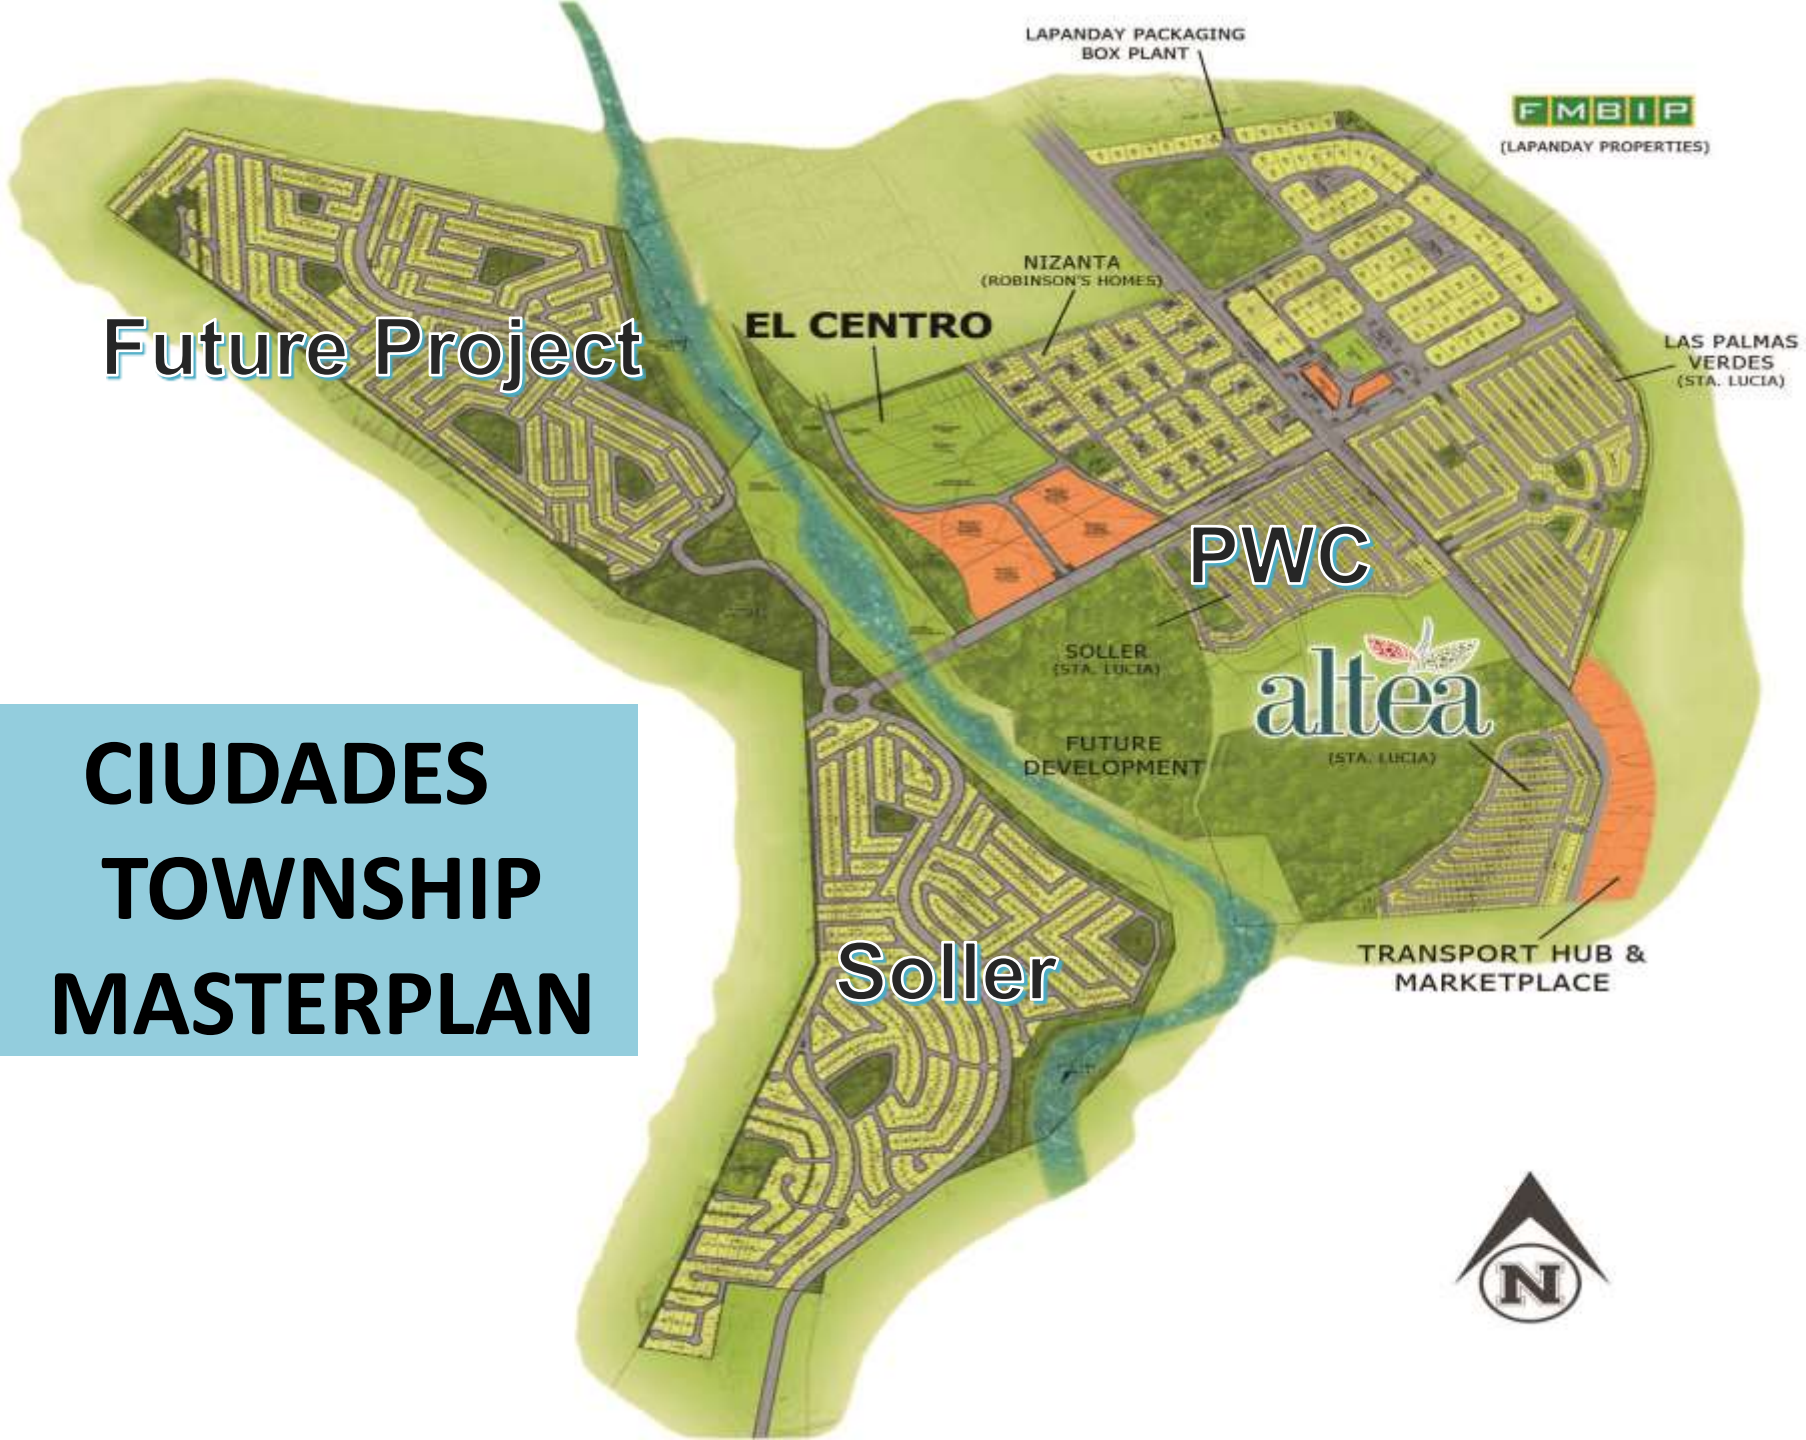 LAPANDAY PACKAGING
BOX PLANT
FMBIP
(LAPANDAY PROPERTIES)
NIZANTA
(ROBINSON'S HOMES)
EL CENTRO
Future Project
LAS PALMAS
VERDES
(STA. LUCIA)
PWC
SOLLER
(STA. LUCIA)
altea
(STA. LUCIA)
FUTURE
DEVELOPMENT
CIUDADES
TOWNSHIP
MASTERPLAN
Soller
TRANSPORT HUB &
MARKETPLACE
N